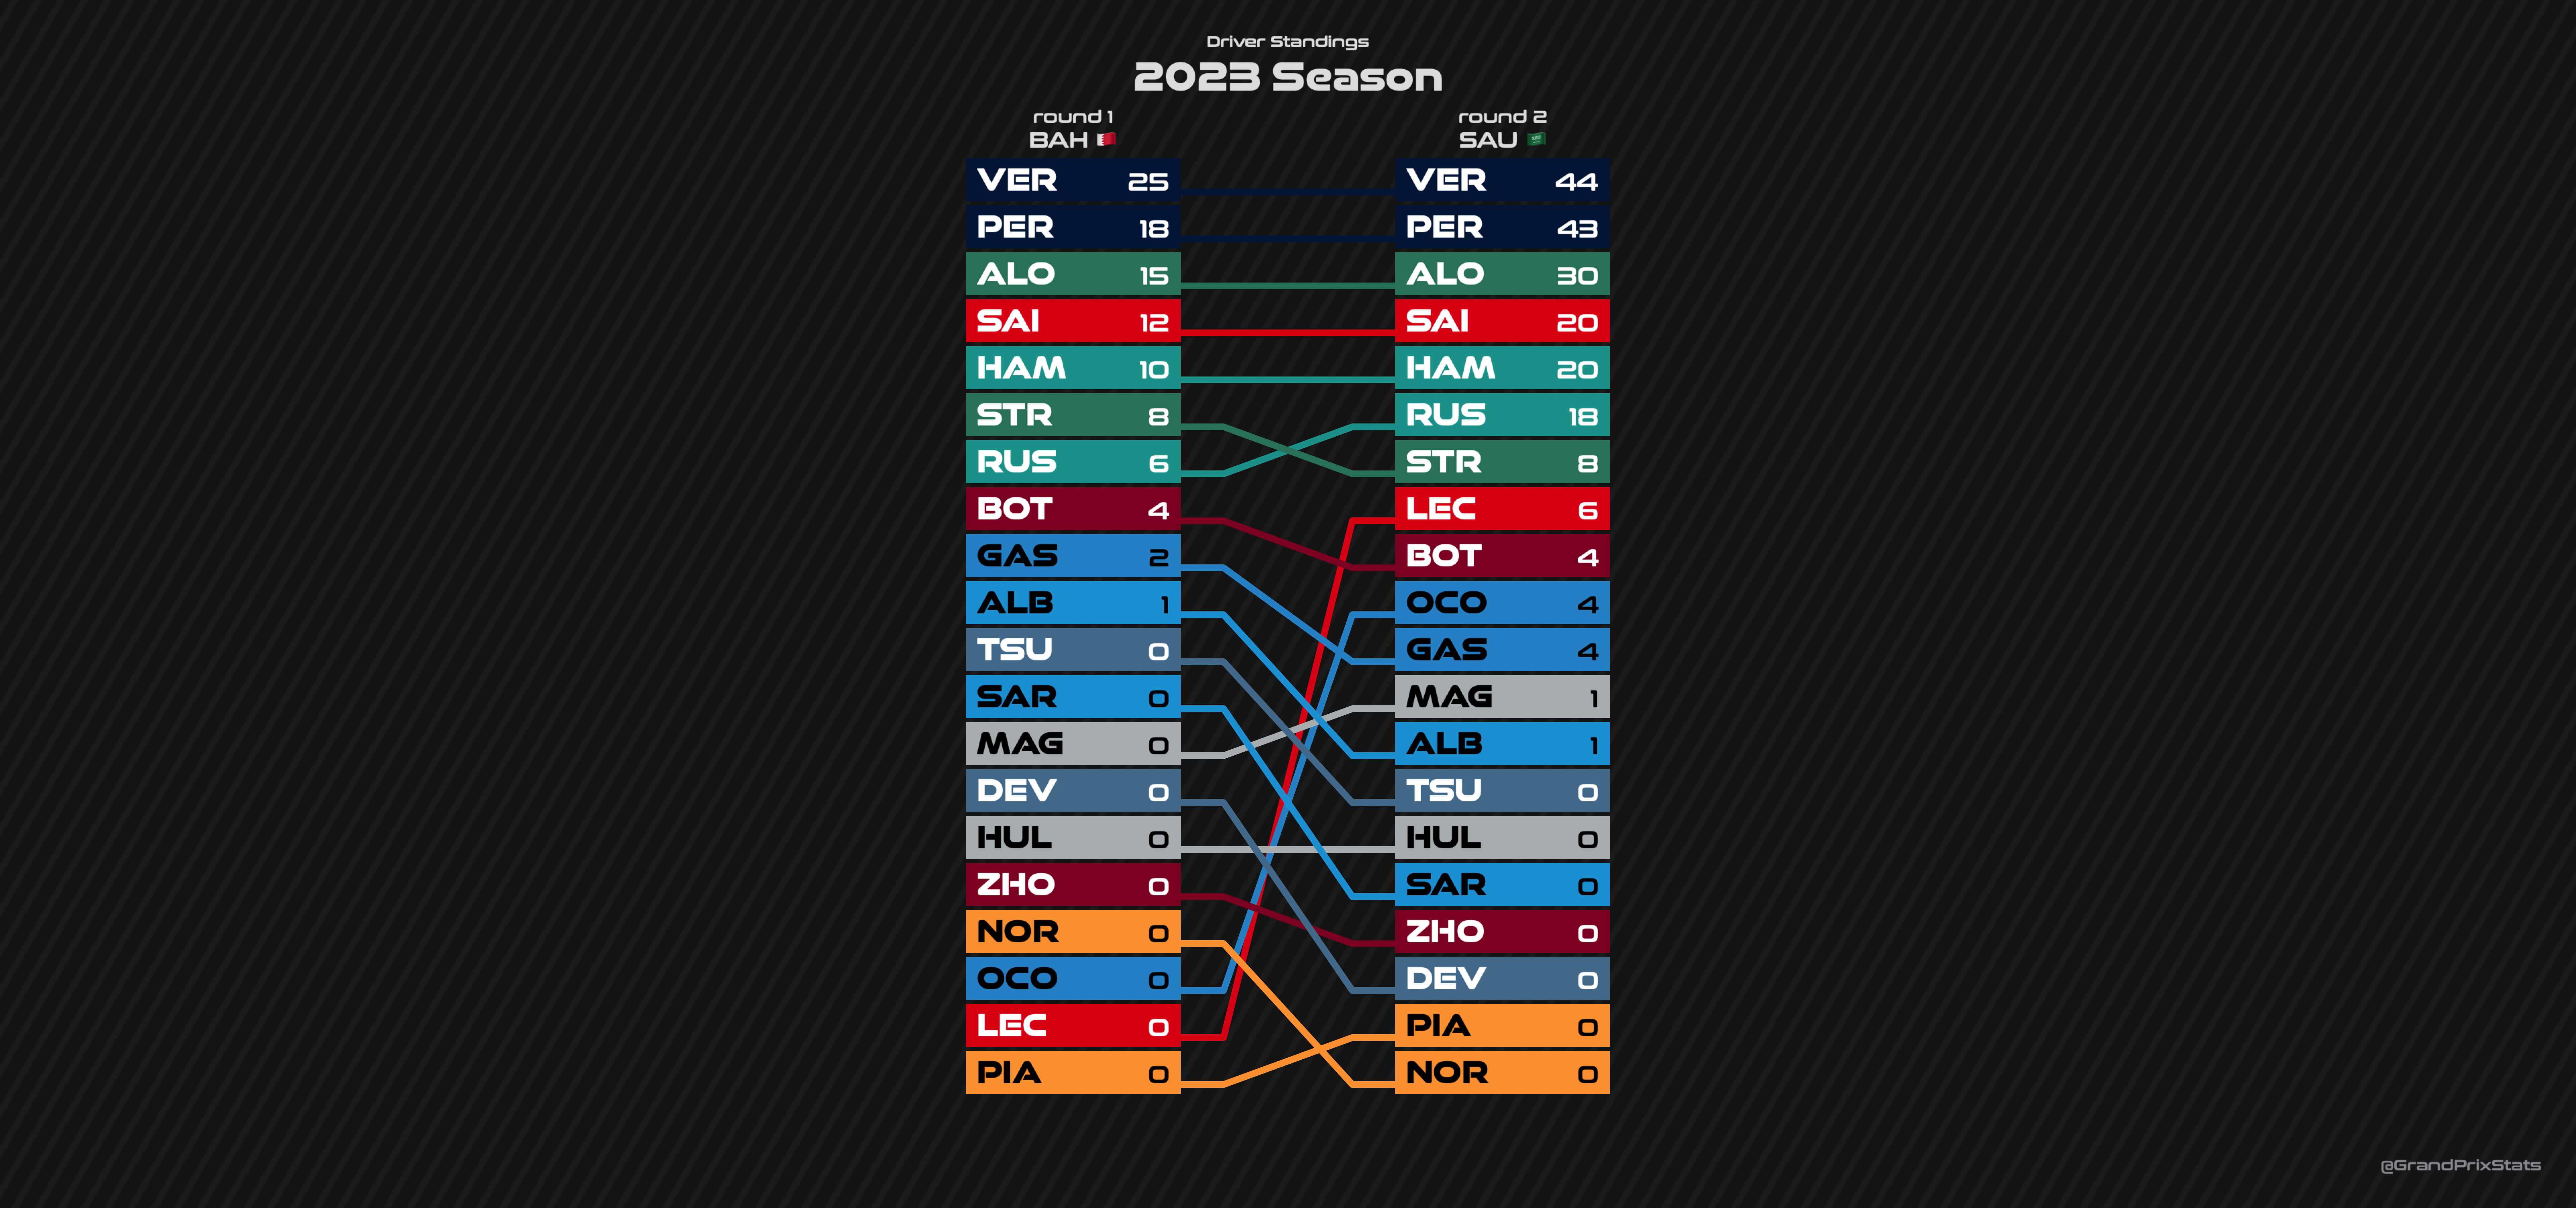 Driver Standings
2023 Season
round 1
BAH
VER 25
PER 18
ALO 15
SAI 12
HAM 10
STR 8
RUS 6
BOT 4
GAS 2
ALB 1
TSU 0
SAR 0
MAG 0
DEV 0
HUL 0
ZHO 0
NOR 0
OCO 0
LEC 0
PIA 0
round 2
SAU
VER 44
PER 43
ALO 30
SAI 20
HAM 20
RUS 18
STR 8
LEC 6
BOT 4
OCO 4
GAS 4
MAG 1
ALB 1
TSU 0
HUL 0
SAR 0
ZHO 0
DEV 0
PIA 0
NOR 0
@GrandPrixStats